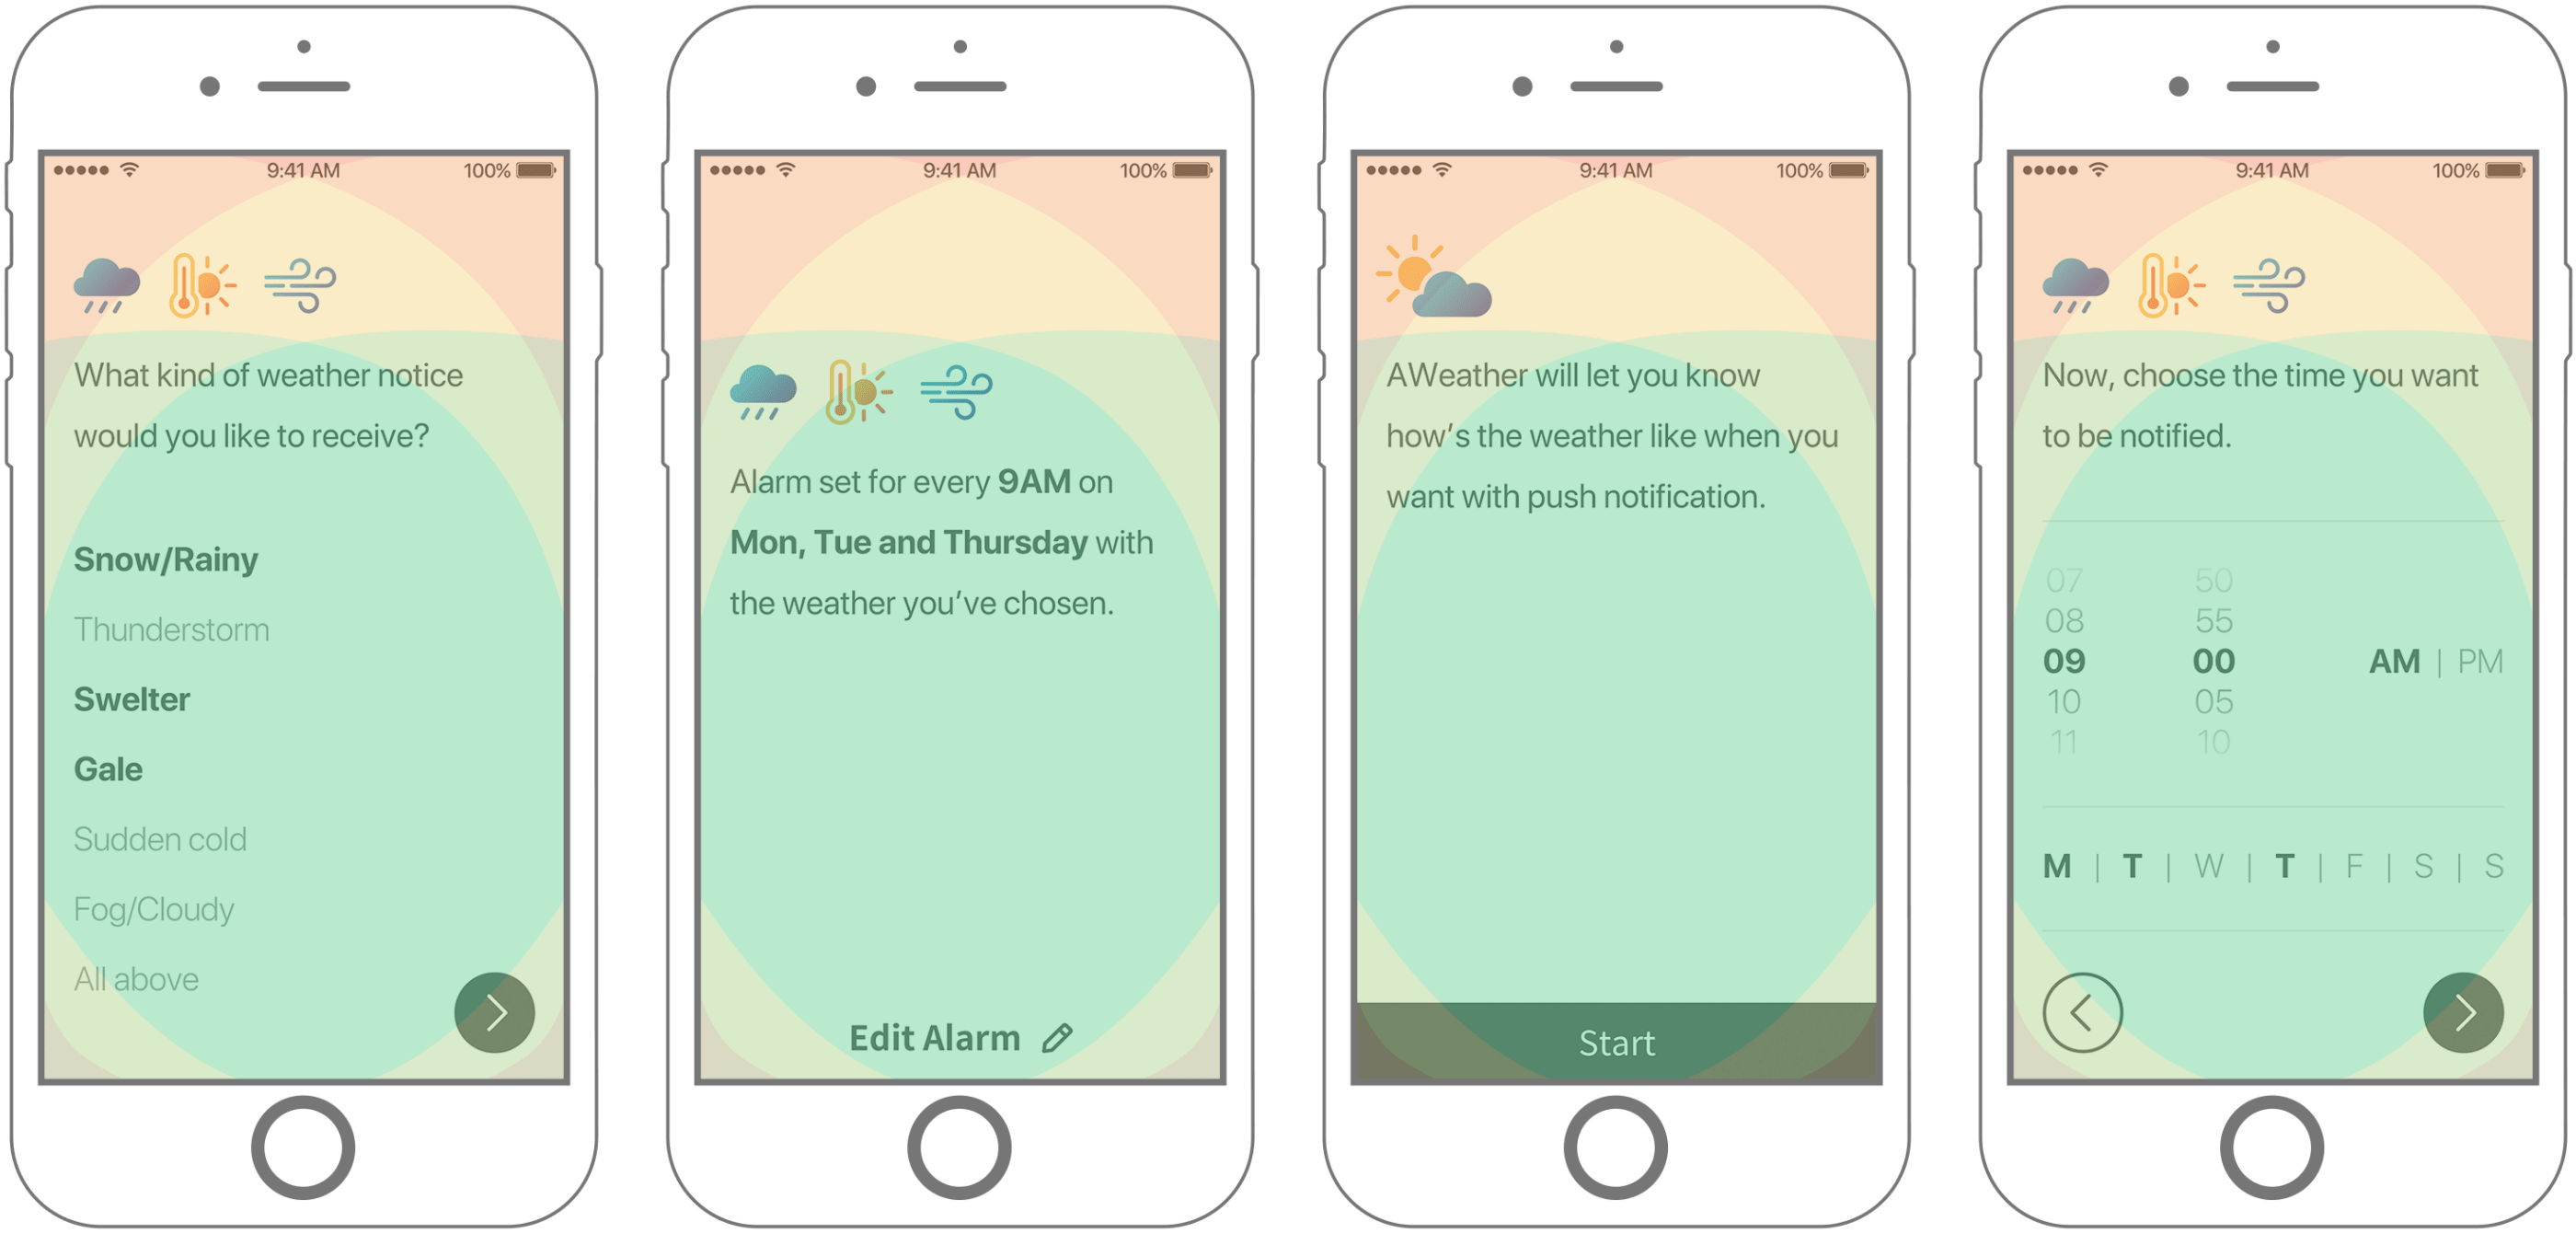 9:41 AM 100%
What kind of weather notice
would you like to receive?
Snow/Rainy
Thunderstorm
Swelter
Gale
Sudden cold
Fog/Cloudy
All above
9:41 AM 100%
Alarm set for every 9AM on
Mon, Tue and Thursday with
the weather you’ve chosen.
Edit Alarm
9:41 AM 100%
AWeather will let you know
how’s the weather like when you
want with push notification.
Start
9:41 AM 100%
Now, choose the time you want
to be notified.
07 50
08 55
09 00 AM | PM
10 05
11 10
M | T | W | T | F | S | S